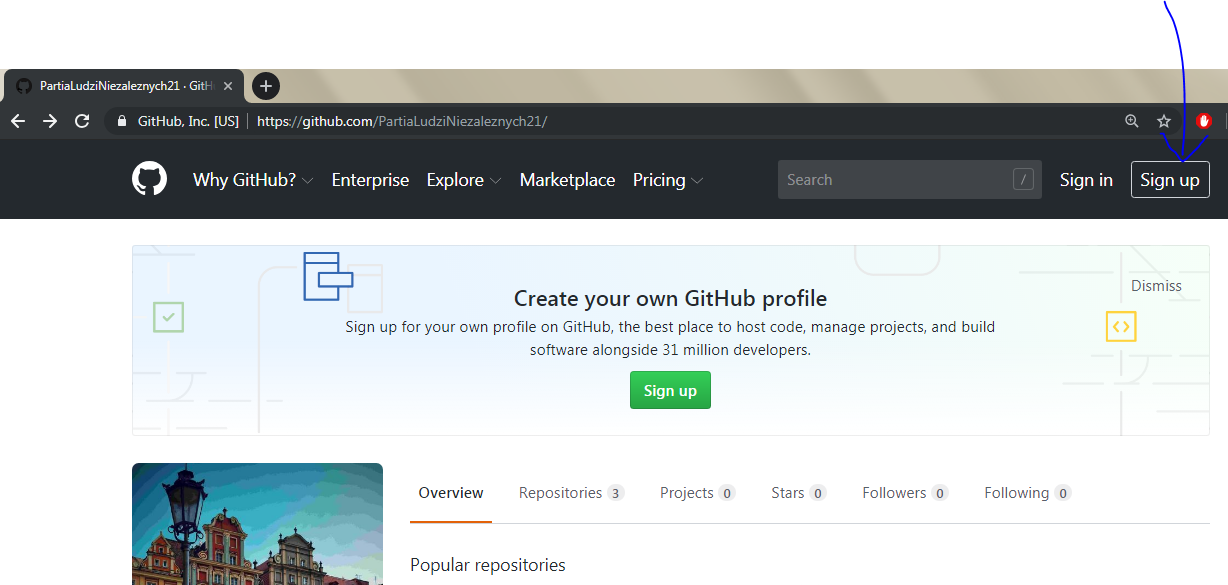 PartiaLudziNiezaleznych21 · GitH
GitHub, Inc. [US] https://github.com/PartiaLudziNiezaleznych21/
Why GitHub? Enterprise Explore Marketplace Pricing Search / Sign in Sign up
Dismiss
Create your own GitHub profile
Sign up for your own profile on GitHub, the best place to host code, manage projects, and build
software alongside 31 million developers.
Sign up
Overview Repositories 3 Projects 0 Stars 0 Followers 0 Following 0
Popular repositories